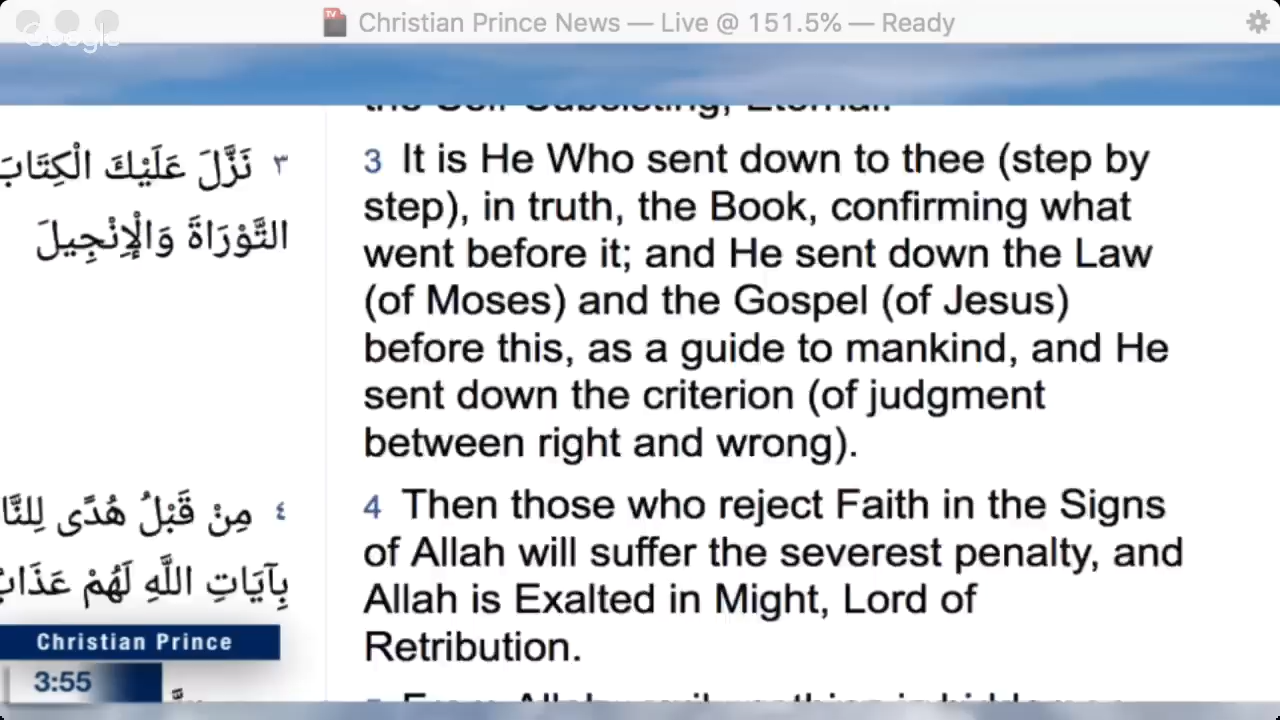 Christian Prince News — Live @ 151.5% — Ready
Google
the Self-Subsisting, Eternal.
٣ نَزَّلَ عَلَيْكَ الْكِتَابَ
التَّوْرَاةَ وَالْإِنْجِيلَ
3 It is He Who sent down to thee (step by
step), in truth, the Book, confirming what
went before it; and He sent down the Law
(of Moses) and the Gospel (of Jesus)
before this, as a guide to mankind, and He
sent down the criterion (of judgment
between right and wrong).
٤ مِنْ قَبْلُ هُدًى
بِآيَاتِ اللَّهِ لَهُمْ
4 Then those who reject Faith in the Signs
of Allah will suffer the severest penalty, and
Allah is Exalted in Might, Lord of
Retribution.
Christian Prince
3:55